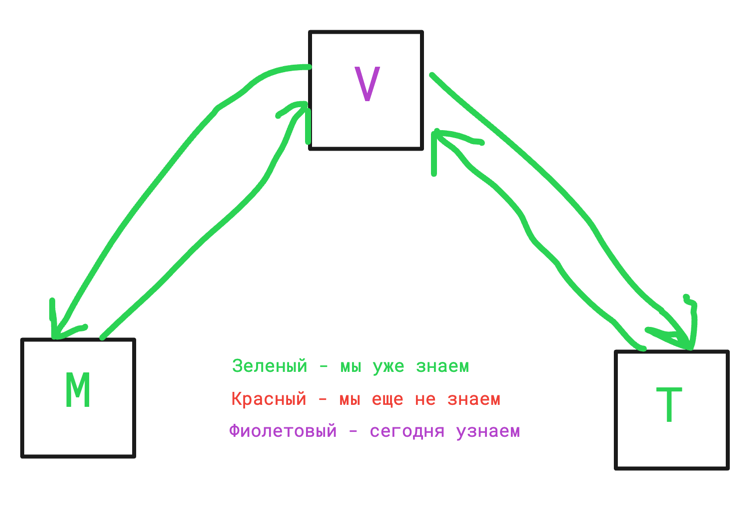 V
M
T
Зеленый - мы уже знаем
Красный - мы еще не знаем
Фиолетовый - сегодня узнаем